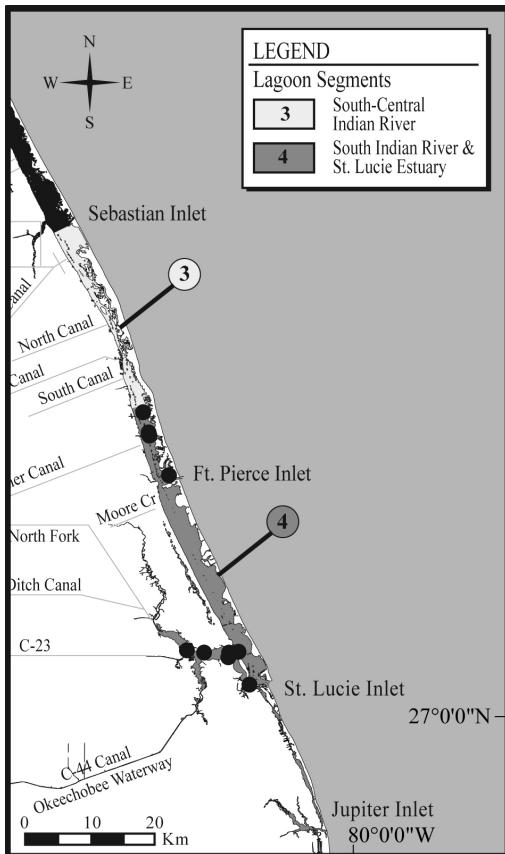 N
W E
S
LEGEND
Lagoon Segments
3 South-Central
Indian River
4 South Indian River &
St. Lucie Estuary
Sebastian Inlet
3
North Canal
Canal
South Canal
Ft. Pierce Inlet
Canal
Moore Cr
4
North Fork
Ditch Canal
C-23
St. Lucie Inlet
27°0'0"N
C-44 Canal
Okeechobee Waterway
Jupiter Inlet
0 10 20
Km
80°0'0"W